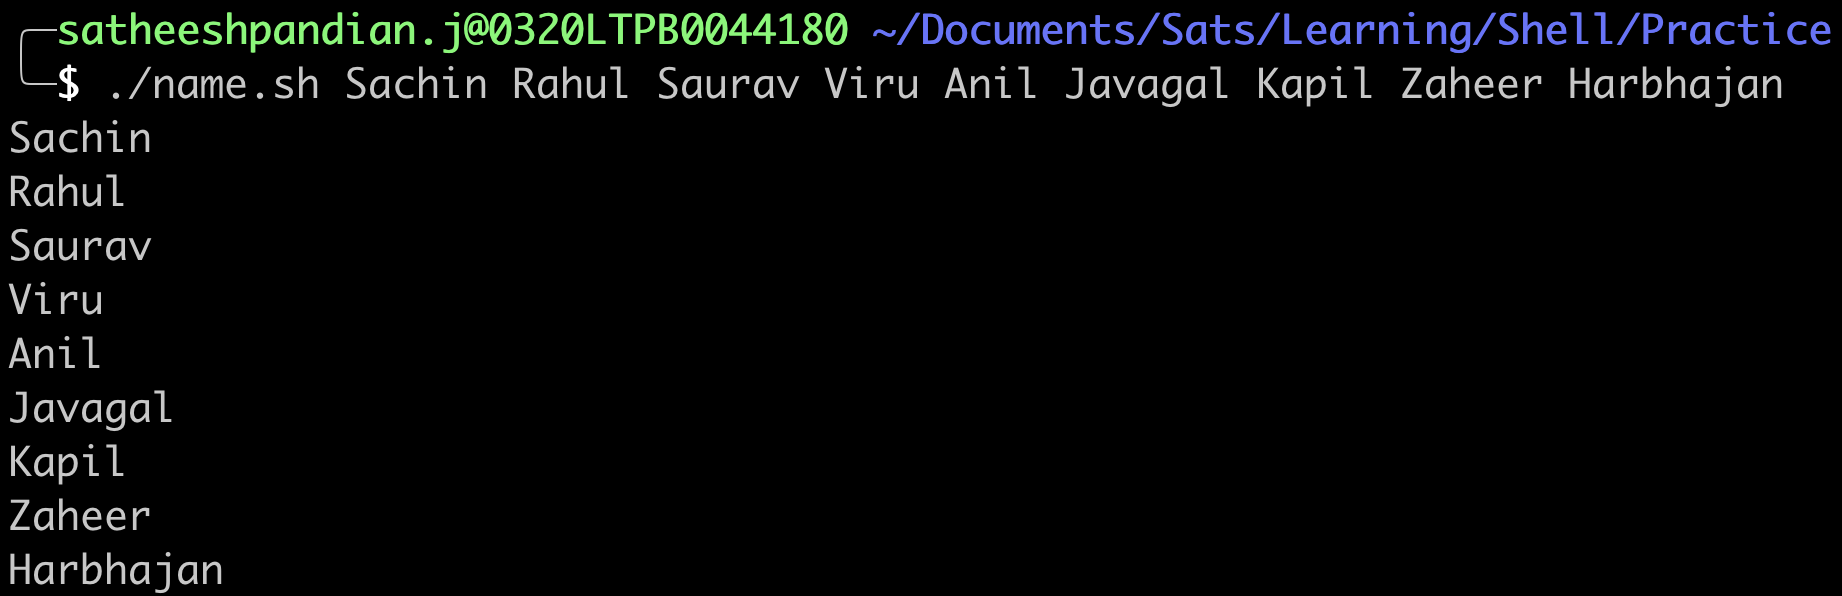 satheeshpandian.j@0320LTPB0044180 ~/Documents/Sats/Learning/Shell/Practice
$ ./name.sh Sachin Rahul Saurav Viru Anil Javagal Kapil Zaheer Harbhajan
Sachin
Rahul
Saurav
Viru
Anil
Javagal
Kapil
Zaheer
Harbhajan